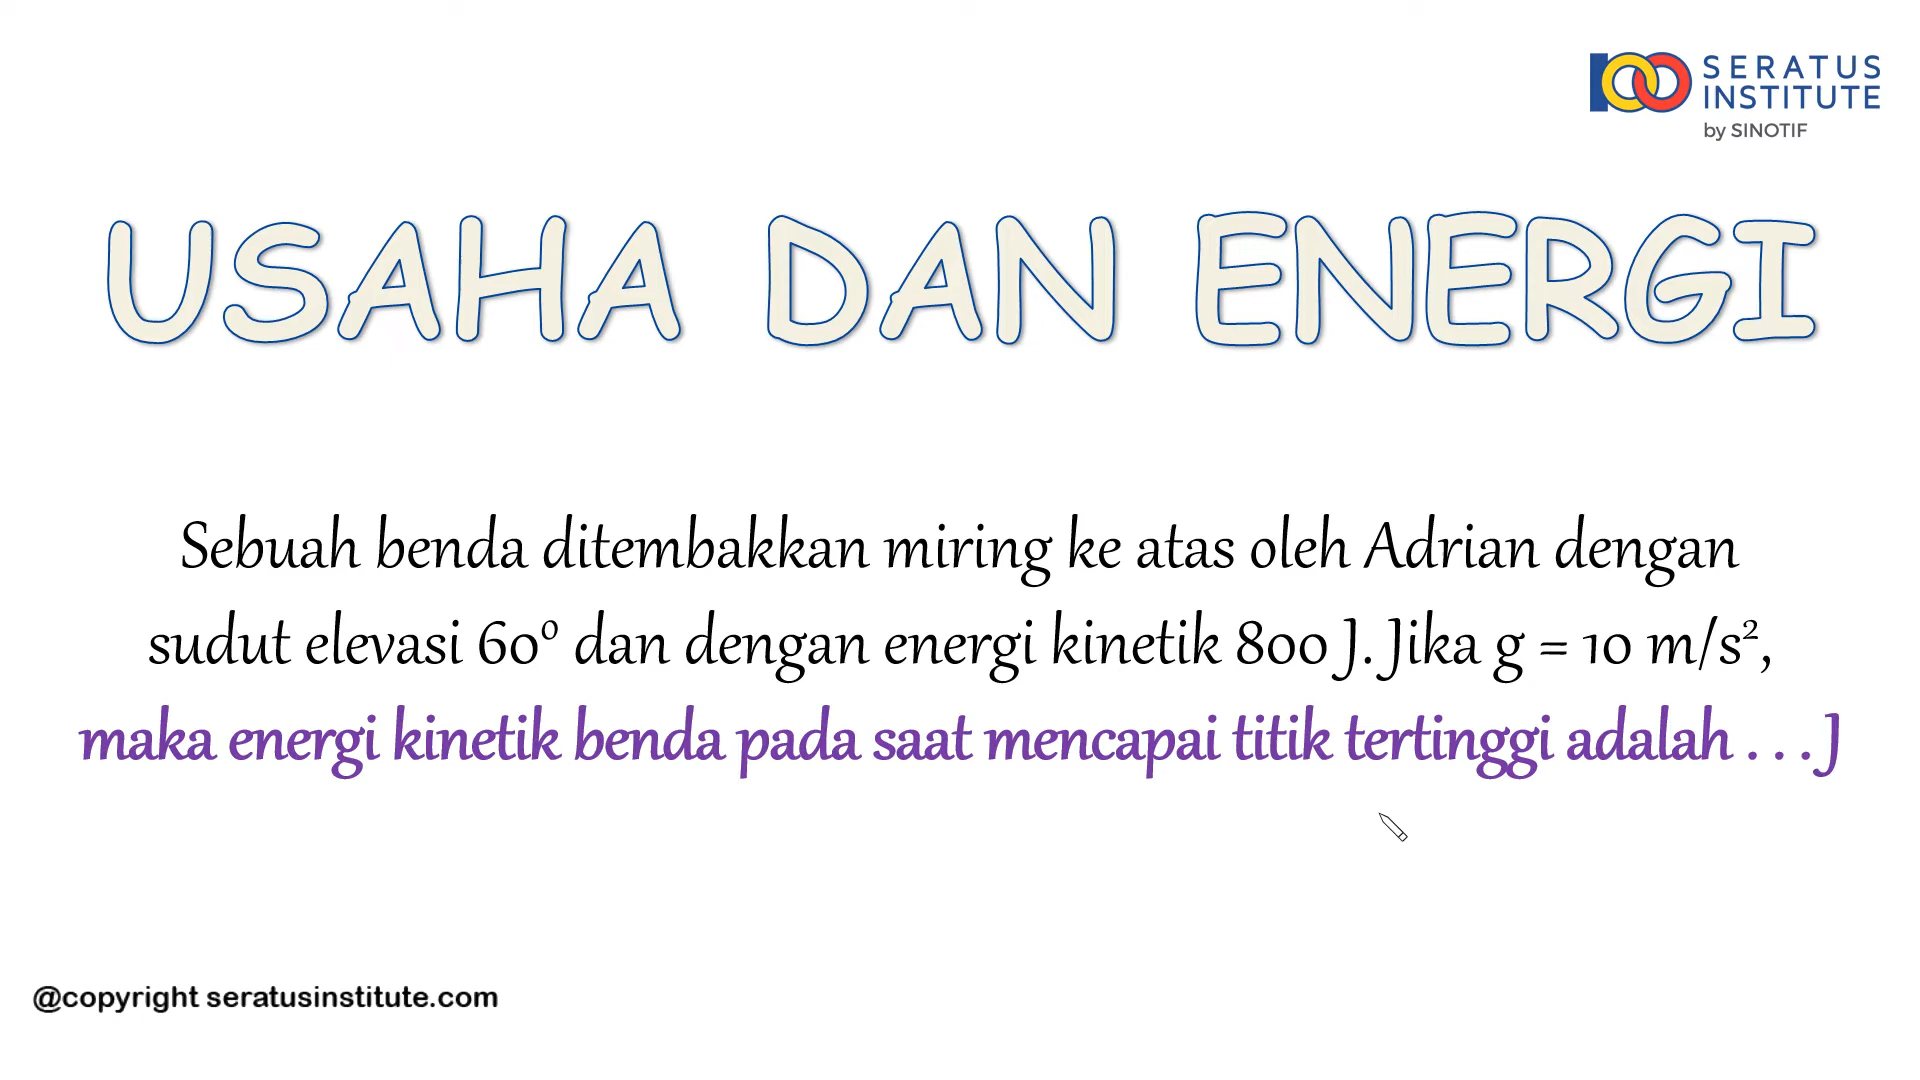 SERATUS
INSTITUTE
by SINOTIF
USAHA DAN ENERGI
Sebuah benda ditembakkan miring ke atas oleh Adrian dengan
sudut elevasi 60⁰ dan dengan energi kinetik 800 J. Jika g = 10 m/s²,
maka energi kinetik benda pada saat mencapai titik tertinggi adalah . . . J
@copyright seratusinstitute.com